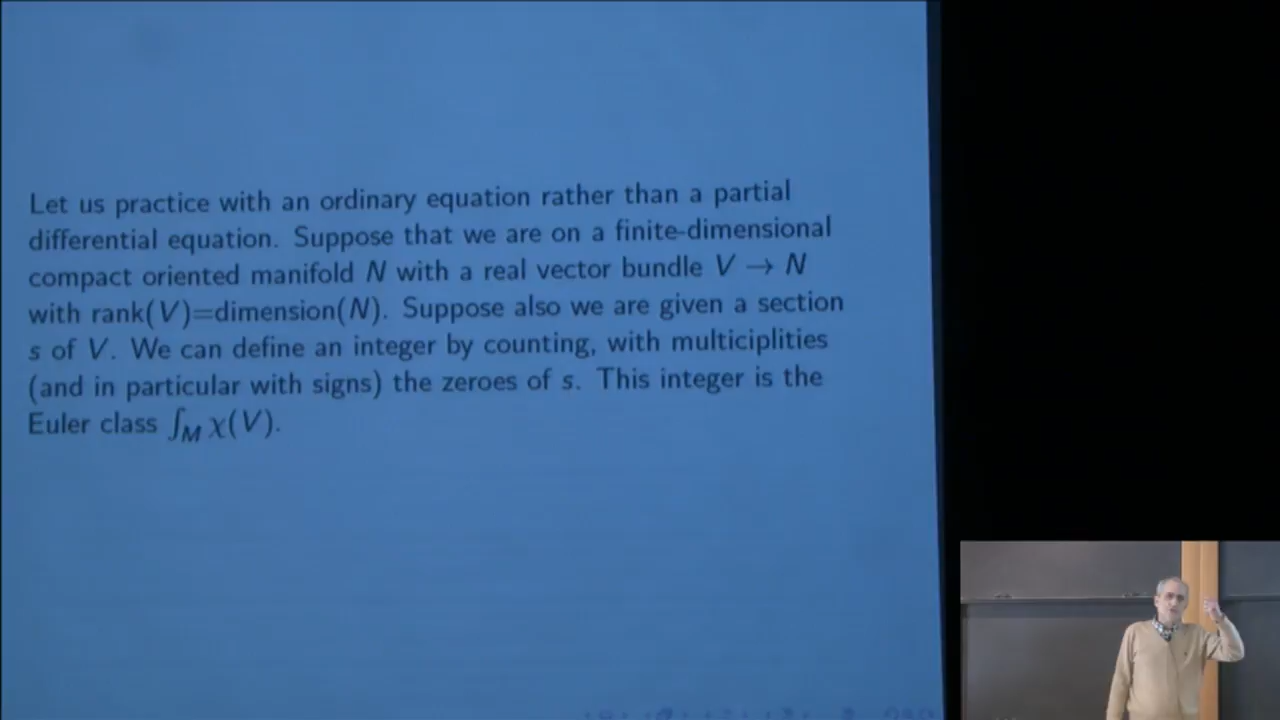 Let us practice with an ordinary equation rather than a partial
differential equation. Suppose that we are on a finite-dimensional
compact oriented manifold N with a real vector bundle V → N
with rank(V)=dimension(N). Suppose also we are given a section
s of V. We can define an integer by counting, with multiciplities
(and in particular with signs) the zeroes of s. This integer is the
Euler class ∫_M χ(V).